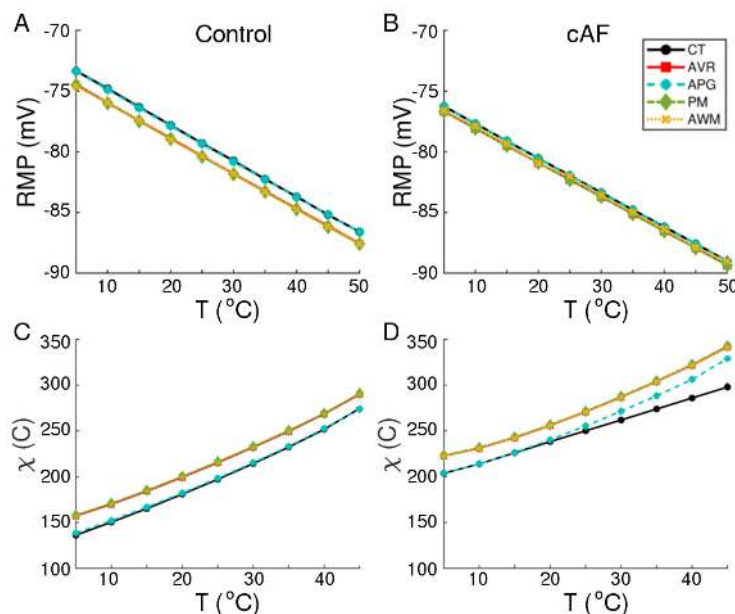 A
Control
B
cAF
-70
-75
-80
-85
-90
RMP (mV)
10
20
30
40
50
T (°C)
-70
-75
-80
-85
-90
RMP (mV)
10
20
30
40
50
T (°C)
CT
AVR
APG
PM
AWM
C
350
300
250
200
150
100
χ (C)
10
20
30
40
T (°C)
D
350
300
250
200
150
100
χ (C)
10
20
30
40
T (°C)